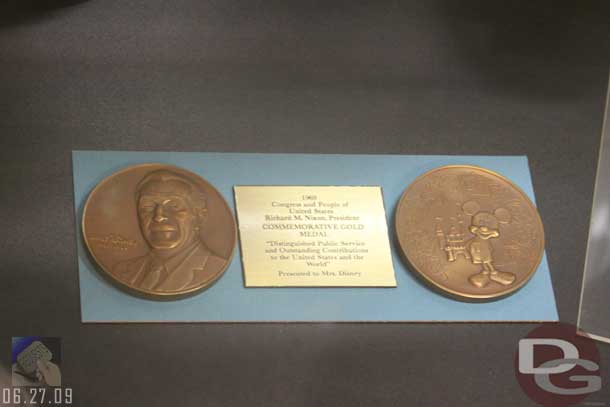 1969
Congress and People of
United States
Richard M. Nixon, President
COMMEMORATIVE GOLD
MEDAL
"Distinguished Public Service
and Outstanding Contributions
to the United States and the
World"
Presented to Mrs. Disney
DG
06.27.09